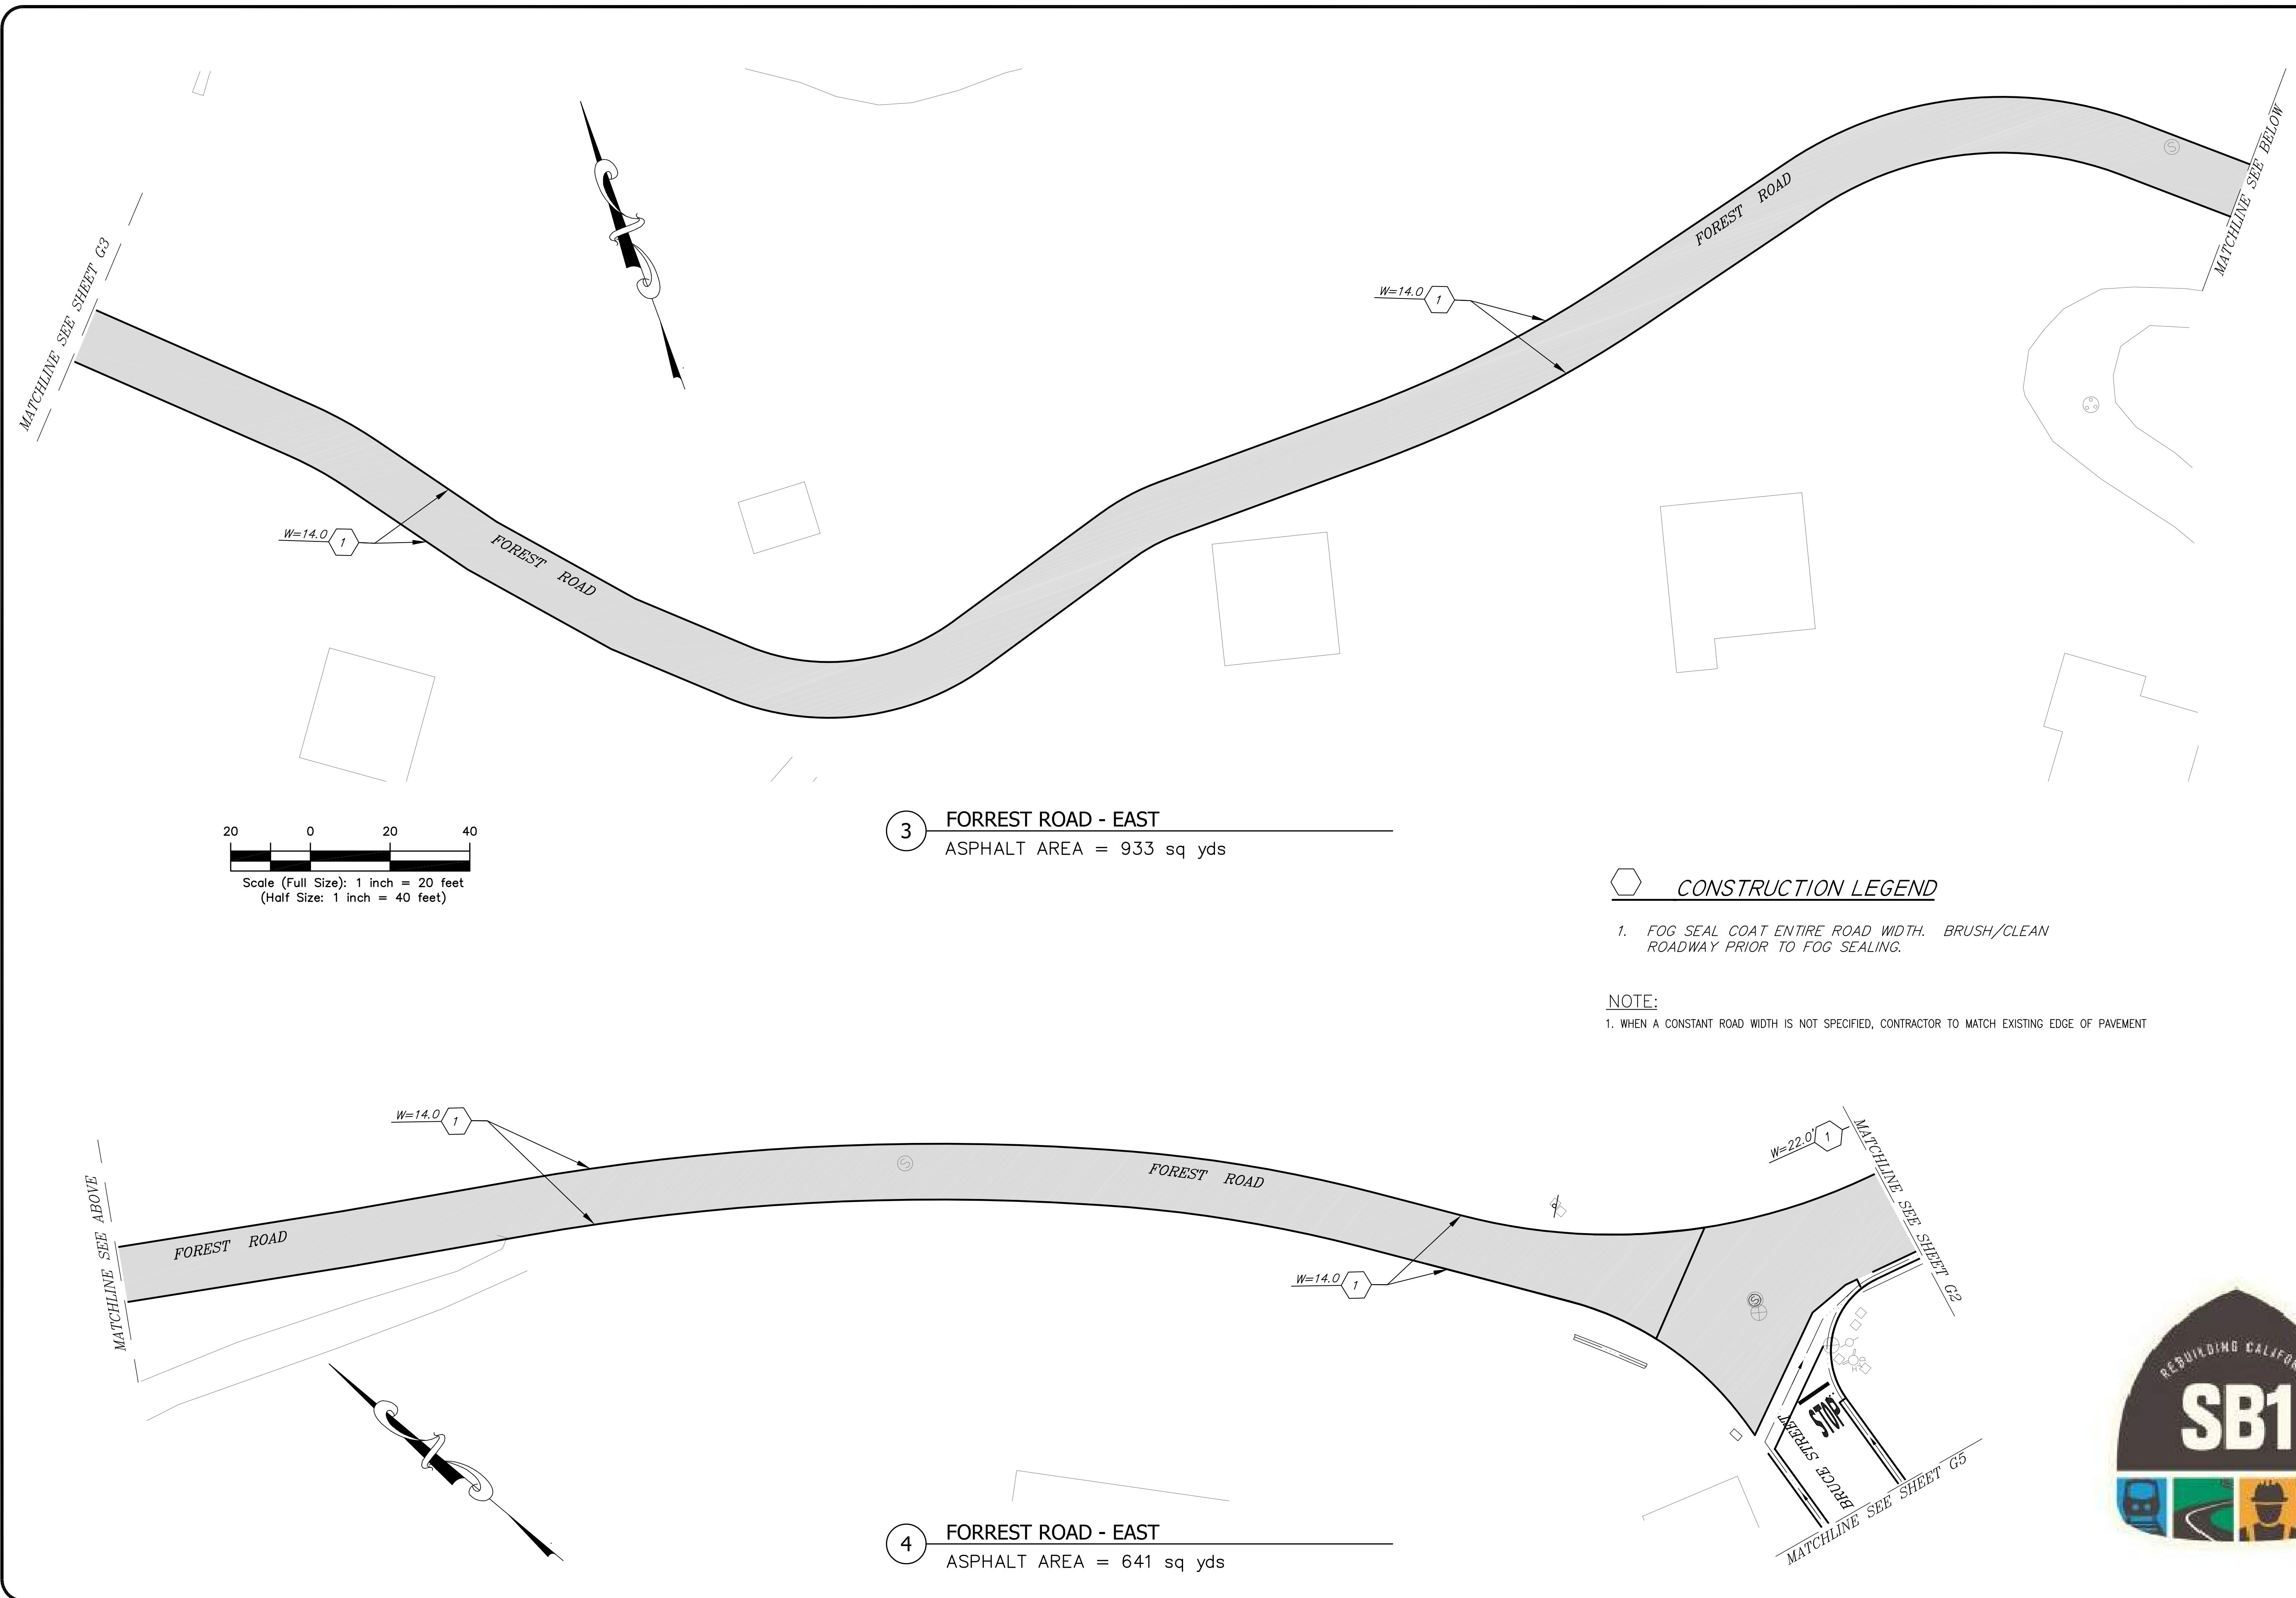 MATCHLINE SEE SHEET G3
W=14.0 1
FOREST ROAD
W=14.0 1
FOREST ROAD
MATCHLINE SEE BELOW
20 0 20 40
Scale (Full Size): 1 inch = 20 feet
(Half Size: 1 inch = 40 feet)
3 FORREST ROAD - EAST
ASPHALT AREA = 933 sq yds
CONSTRUCTION LEGEND
1. FOG SEAL COAT ENTIRE ROAD WIDTH. BRUSH/CLEAN
ROADWAY PRIOR TO FOG SEALING.
NOTE:
1. WHEN A CONSTANT ROAD WIDTH IS NOT SPECIFIED, CONTRACTOR TO MATCH EXISTING EDGE OF PAVEMENT
MATCHLINE SEE ABOVE
FOREST ROAD
W=14.0 1
S
FOREST ROAD
W=14.0 1
W=22.0' 1
MATCHLINE SEE SHEET G2
S
STOP
BRUCE STREET
MATCHLINE SEE SHEET G5
4 FORREST ROAD - EAST
ASPHALT AREA = 641 sq yds
REBUILDING CALIFOR
SB1
S